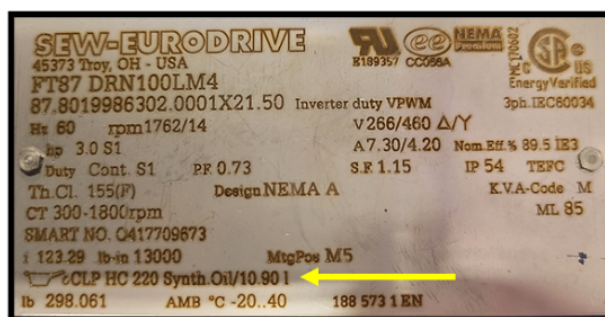 SEW-EURODRIVE
45373 Troy, OH - USA
E189357 CC056A
NEMA Premium
MC170602
C US
EnergyVerified
FT87 DRN100LM4
87.8019986302.0001X21.50 Inverter duty VPWM 3ph.IEC60034
Hz 60 rpm 1762/14 V 266/460 Δ/Y
hp 3.0 S1 A 7.30/4.20 Nom.Eff.% 89.5 IE3
Duty Cont. S1 PF 0.73 S.F. 1.15 IP 54 TEFC
Th.Cl. 155(F) Design NEMA A K.V.A-Code M
CT 300-1800rpm ML 85
SMART NO. 0417709673
i 123.29 lb-in 13000 MtgPos M5
CLP HC 220 Synth.Oil/10.90 l
lb 298.061 AMB °C -20..40 188 573 1 EN